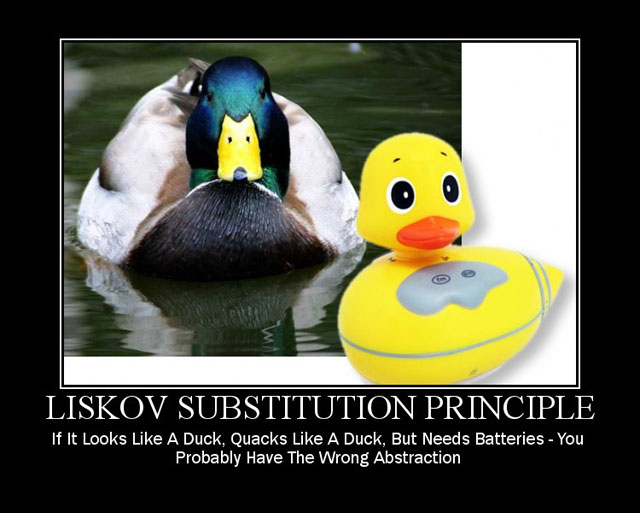 LISKOV SUBSTITUTION PRINCIPLE
If It Looks Like A Duck, Quacks Like A Duck, But Needs Batteries - You
Probably Have The Wrong Abstraction